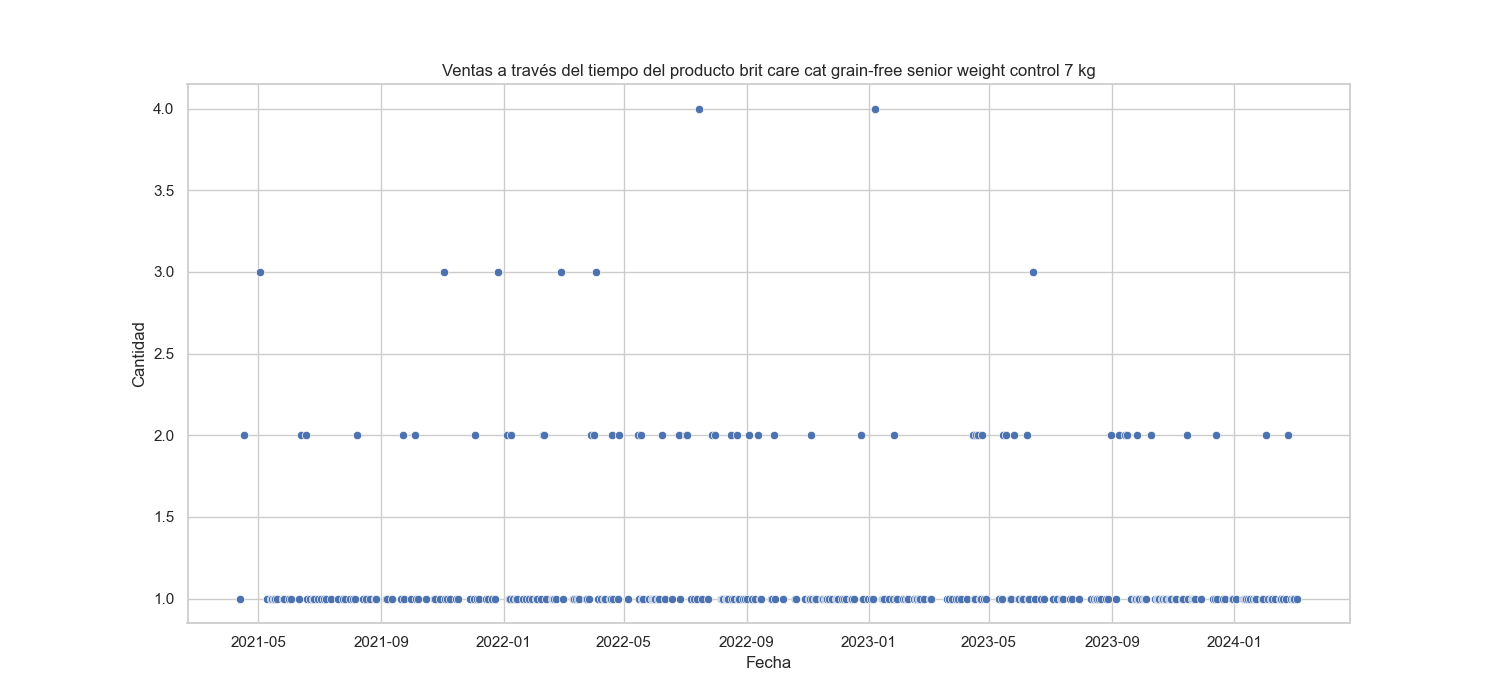 Ventas a través del tiempo del producto brit care cat grain-free senior weight control 7 kg
4.0
3.5
3.0
2.5
2.0
1.5
1.0
Cantidad
2021-05 2021-09 2022-01 2022-05 2022-09 2023-01 2023-05 2023-09 2024-01
Fecha